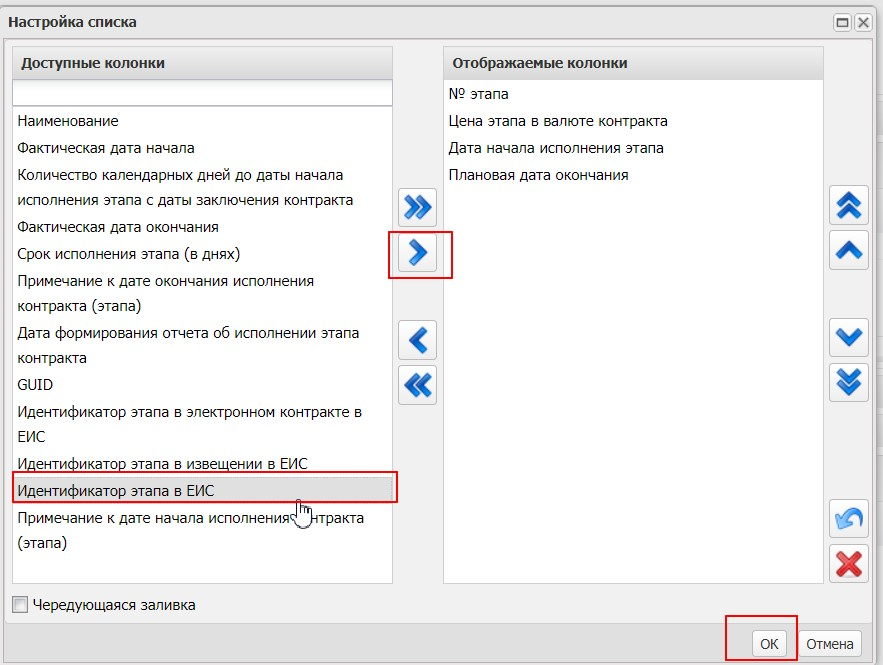 Настройка списка
Доступные колонки
Наименование
Фактическая дата начала
Количество календарных дней до даты начала
исполнения этапа с даты заключения контракта
Фактическая дата окончания
Срок исполнения этапа (в днях)
Примечание к дате окончания исполнения
контракта (этапа)
Дата формирования отчета об исполнении этапа
контракта
GUID
Идентификатор этапа в электронном контракте в
ЕИС
Идентификатор этапа в извещении в ЕИС
Идентификатор этапа в ЕИС
Примечание к дате начала исполнения контракта
(этапа)
Отображаемые колонки
№ этапа
Цена этапа в валюте контракта
Дата начала исполнения этапа
Плановая дата окончания
Чередующаяся заливка
ОК
Отмена